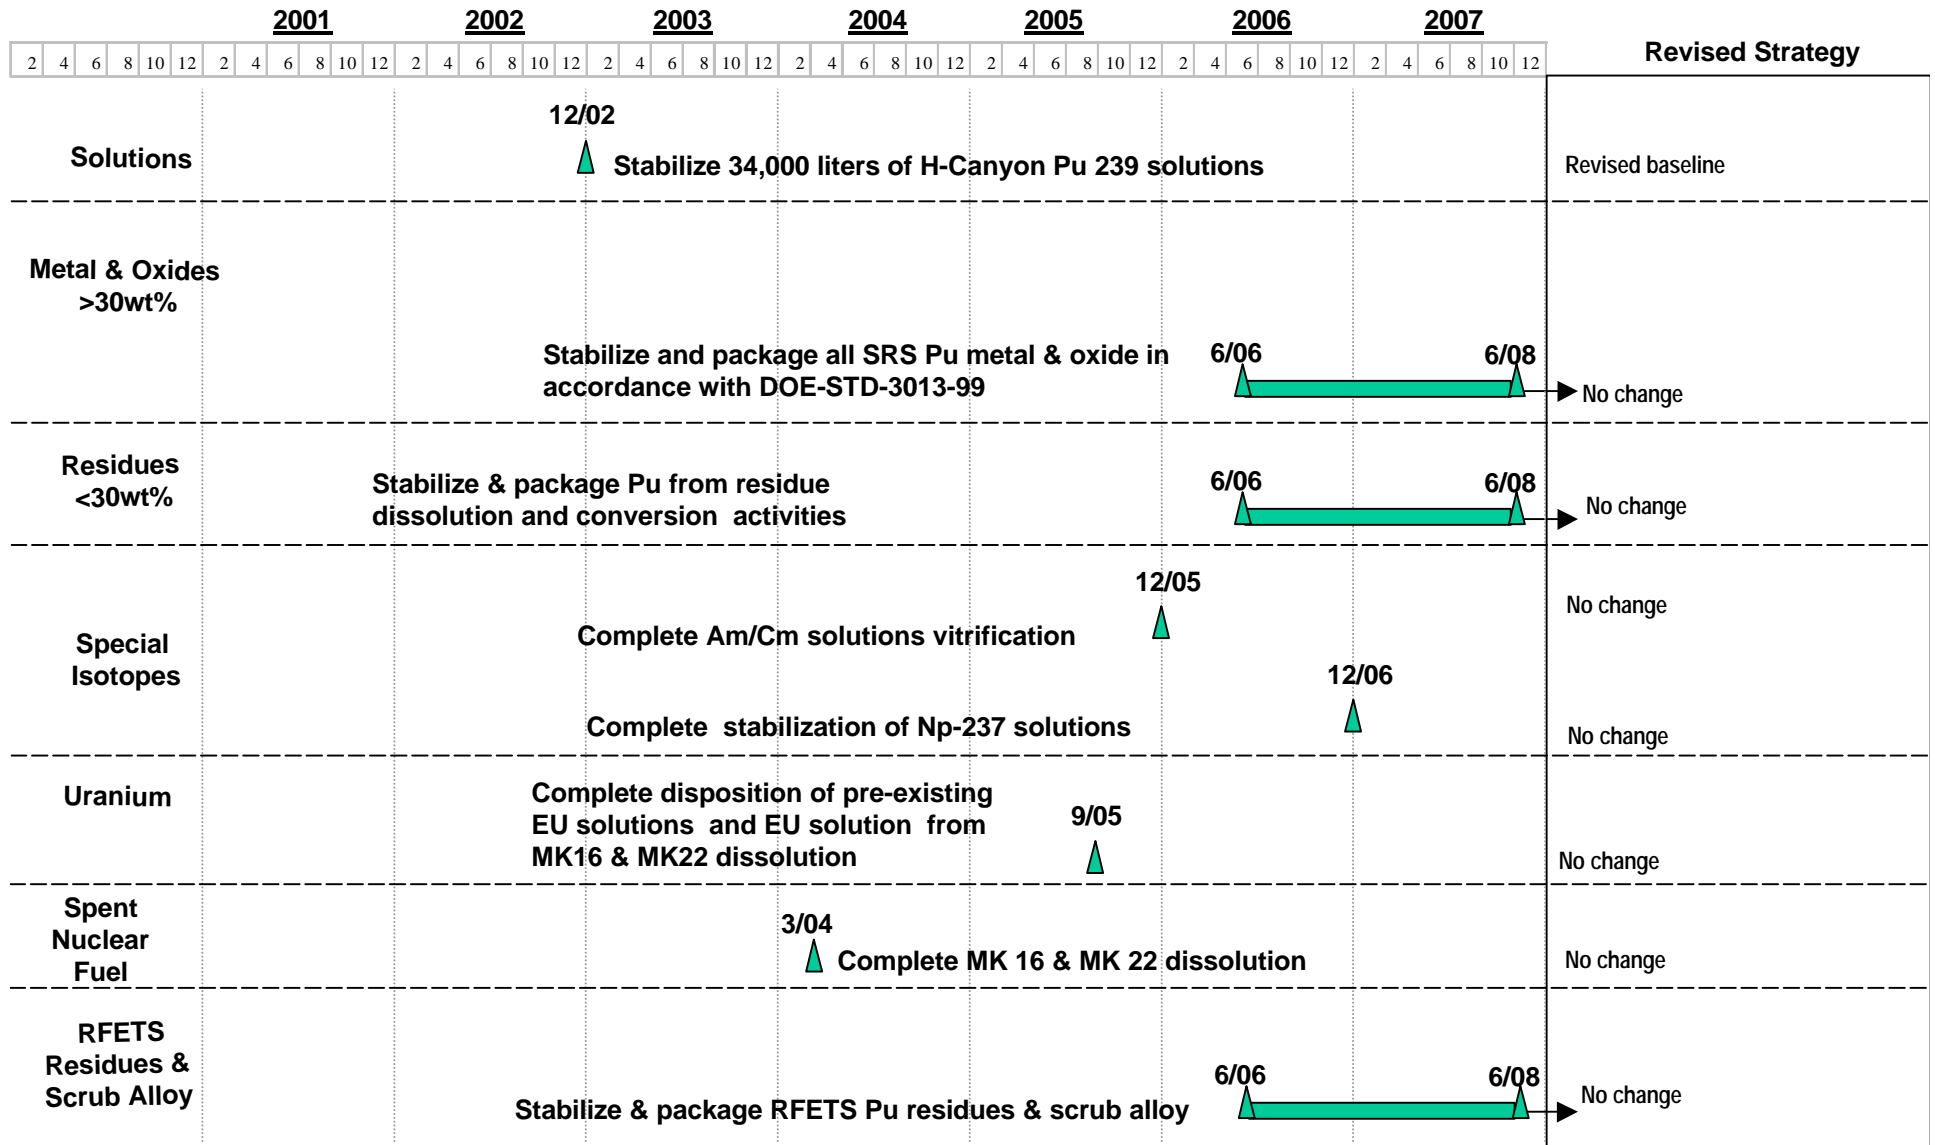 2001 2002 2003 2004 2005 2006 2007
Revised Strategy
2 4 6 8 10 12 2 4 6 8 10 12 2 4 6 8 10 12 2 4 6 8 10 12 2 4 6 8 10 12 2 4 6 8 10 12 2 4 6 8 10 12 2 4 6 8 10 12
12/02
Solutions
Stabilize 34,000 liters of H-Canyon Pu 239 solutions
Revised baseline
Metal & Oxides
>30wt%
Stabilize and package all SRS Pu metal & oxide in
accordance with DOE-STD-3013-99
6/06
6/08
No change
Residues
<30wt%
Stabilize & package Pu from residue
dissolution and conversion activities
6/06
6/08
No change
Special
Isotopes
12/05
Complete Am/Cm solutions vitrification
No change
12/06
Complete stabilization of Np-237 solutions
No change
Uranium
Complete disposition of pre-existing
EU solutions and EU solution from
MK16 & MK22 dissolution
9/05
No change
Spent
Nuclear
Fuel
3/04
Complete MK 16 & MK 22 dissolution
No change
RFETS
Residues &
Scrub Alloy
Stabilize & package RFETS Pu residues & scrub alloy
6/06
6/08
No change